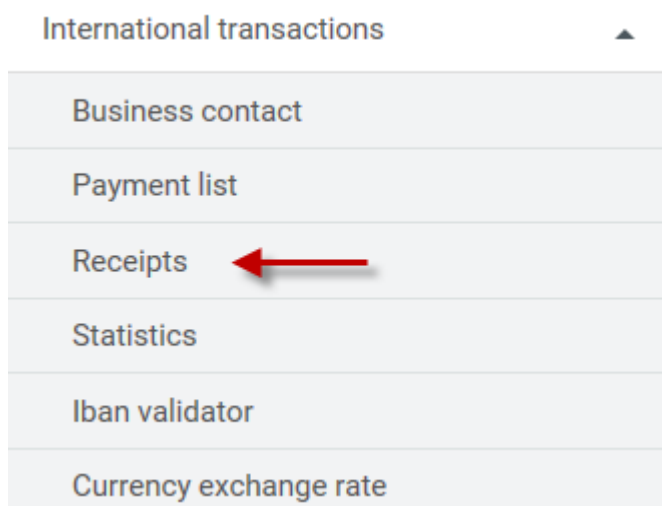 International transactions
Business contact
Payment list
Receipts
Statistics
Iban validator
Currency exchange rate